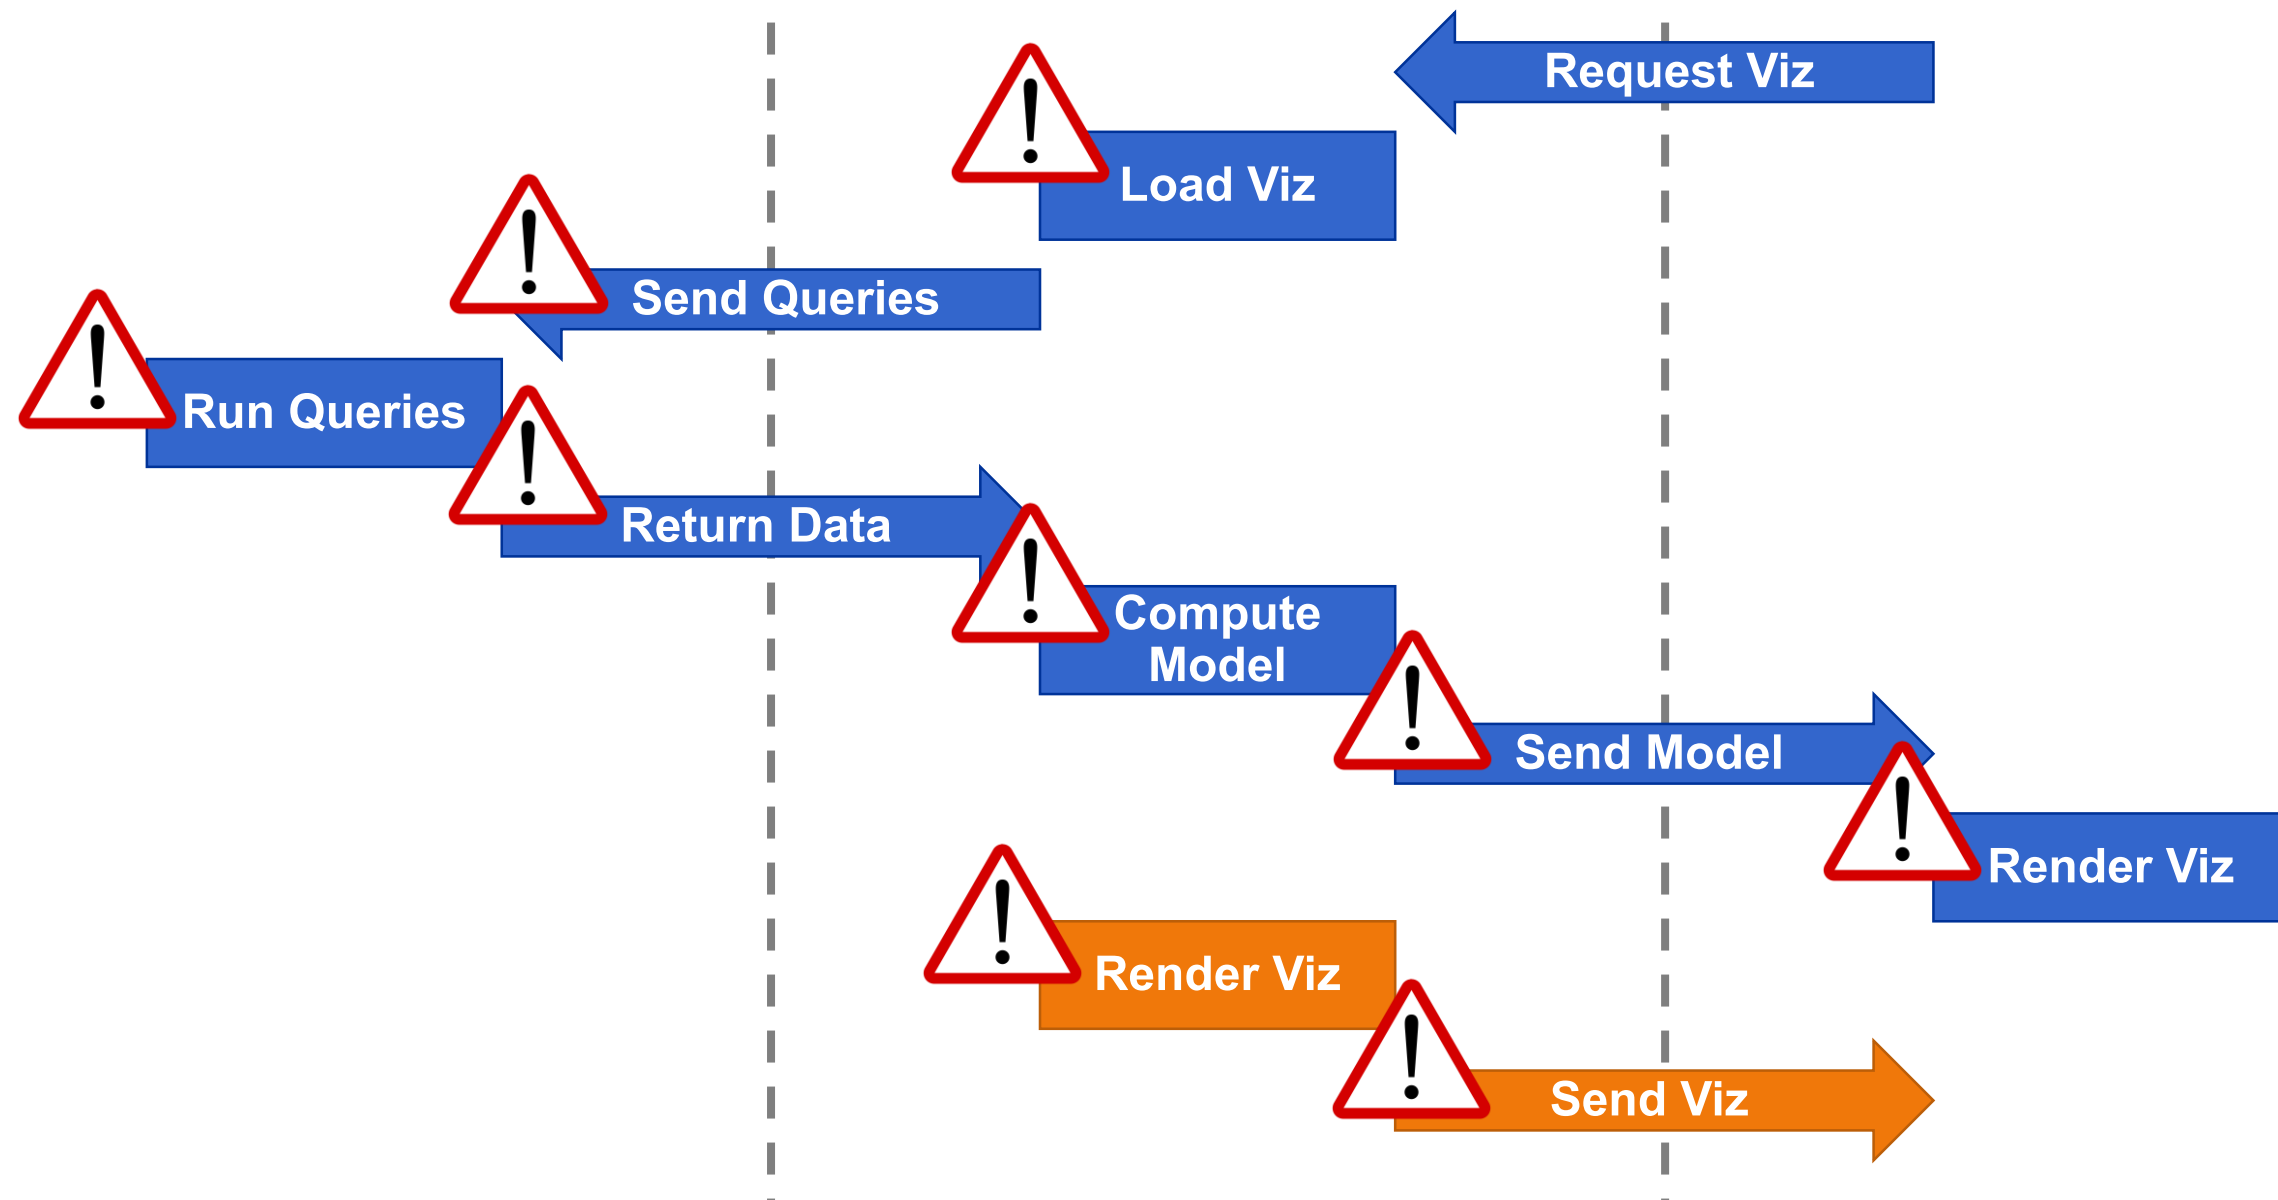 Request Viz
Load Viz
Send Queries
Run Queries
Return Data
Compute
Model
Send Model
Render Viz
Render Viz
Send Viz